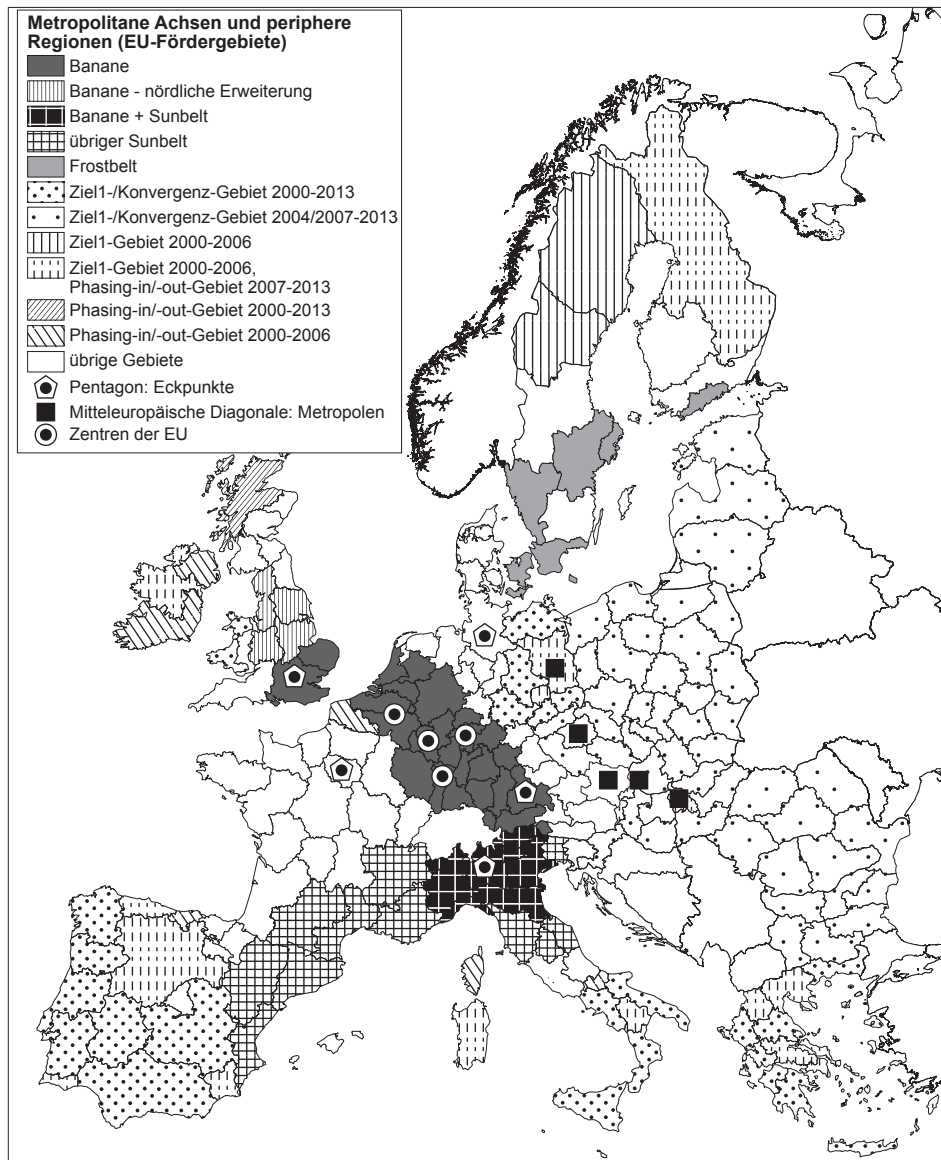 Metropolitane Achsen und periphere
Regionen (EU-Fördergebiete)
Banane
Banane - nördliche Erweiterung
Banane + Sunbelt
übriger Sunbelt
Frostbelt
Ziel1-/Konvergenz-Gebiet 2000-2013
Ziel1-/Konvergenz-Gebiet 2004/2007-2013
Ziel1-Gebiet 2000-2006
Ziel1-Gebiet 2000-2006,
Phasing-in/-out-Gebiet 2007-2013
Phasing-in/-out-Gebiet 2000-2013
Phasing-in/-out-Gebiet 2000-2006
übrige Gebiete
Pentagon: Eckpunkte
Mitteleuropäische Diagonale: Metropolen
Zentren der EU